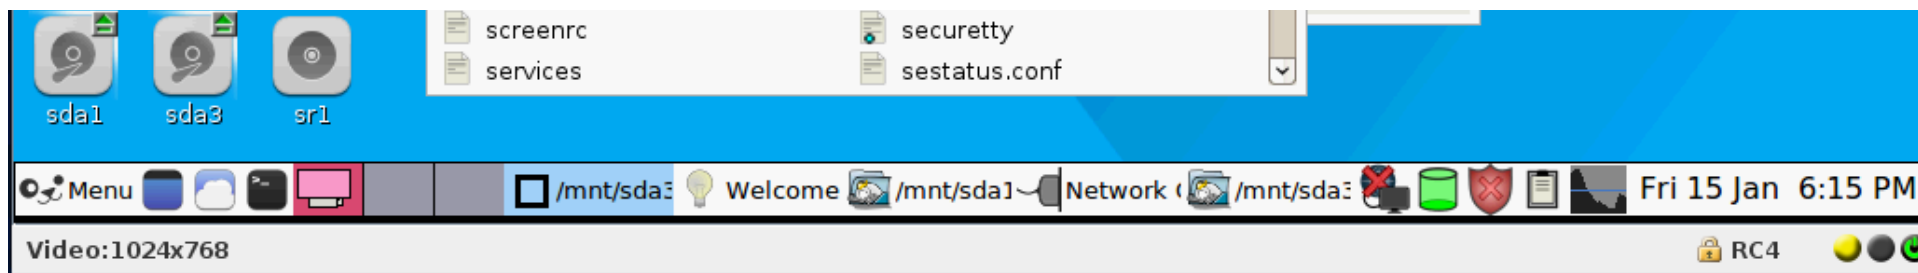 screenrc securetty
services sestatus.conf
sda1 sda3 sr1
Menu /mnt/sda3 Welcome /mnt/sda1 Network /mnt/sda3 Fri 15 Jan 6:15 PM
Video:1024x768 RC4